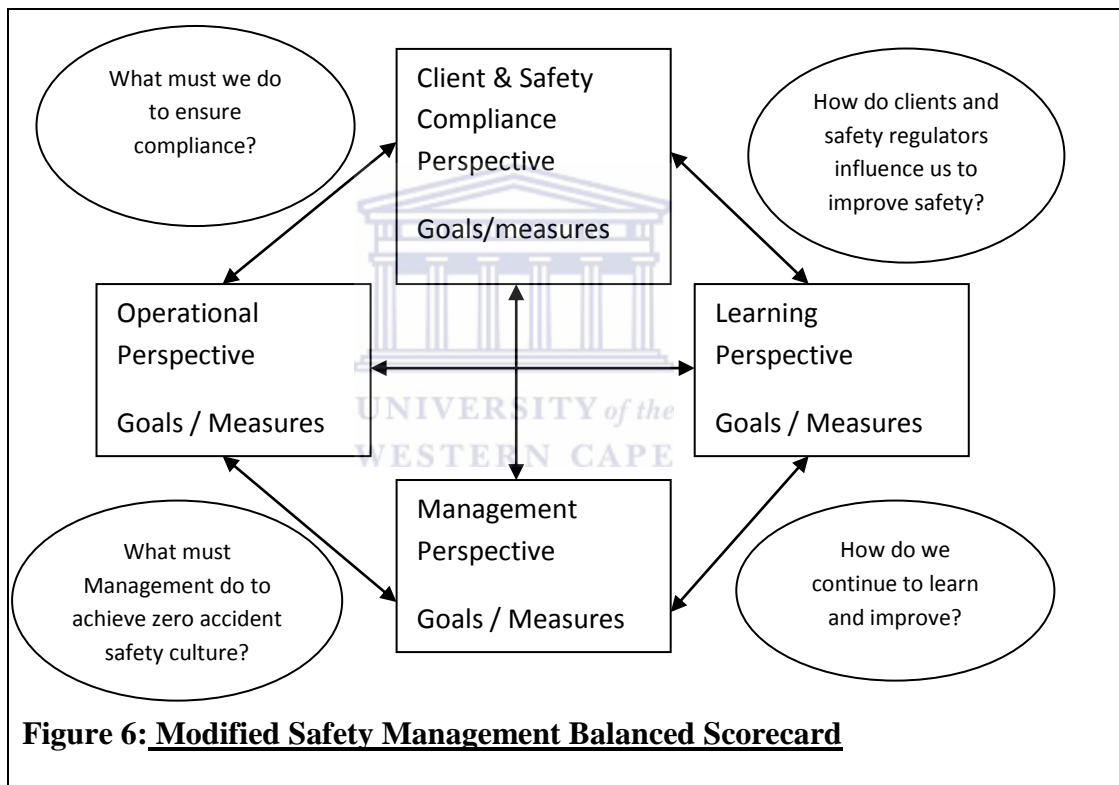 What must we do
to ensure
compliance?
Client & Safety
Compliance
Perspective
Goals/measures
How do clients and
safety regulators
influence us to
improve safety?
Operational
Perspective
Goals / Measures
Learning
Perspective
Goals / Measures
UNIVERSITY of the
WESTERN CAPE
What must
Management do to
achieve zero accident
safety culture?
Management
Perspective
Goals / Measures
How do we
continue to learn
and improve?
Figure 6: Modified Safety Management Balanced Scorecard